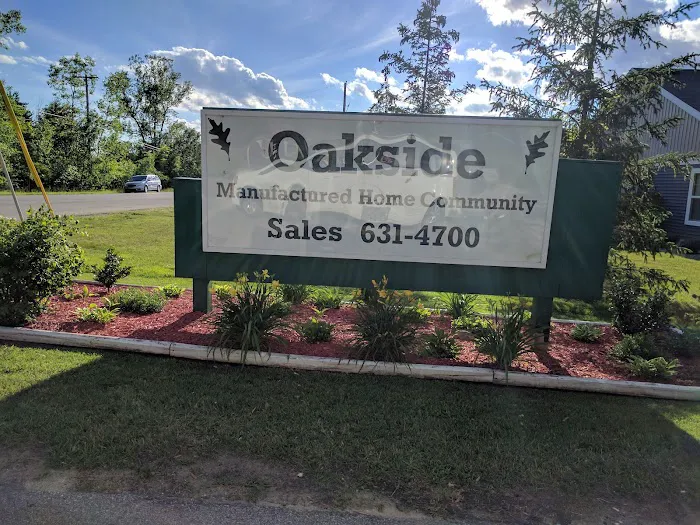 Oakside
Manufactured Home Community
Sales 631-4700